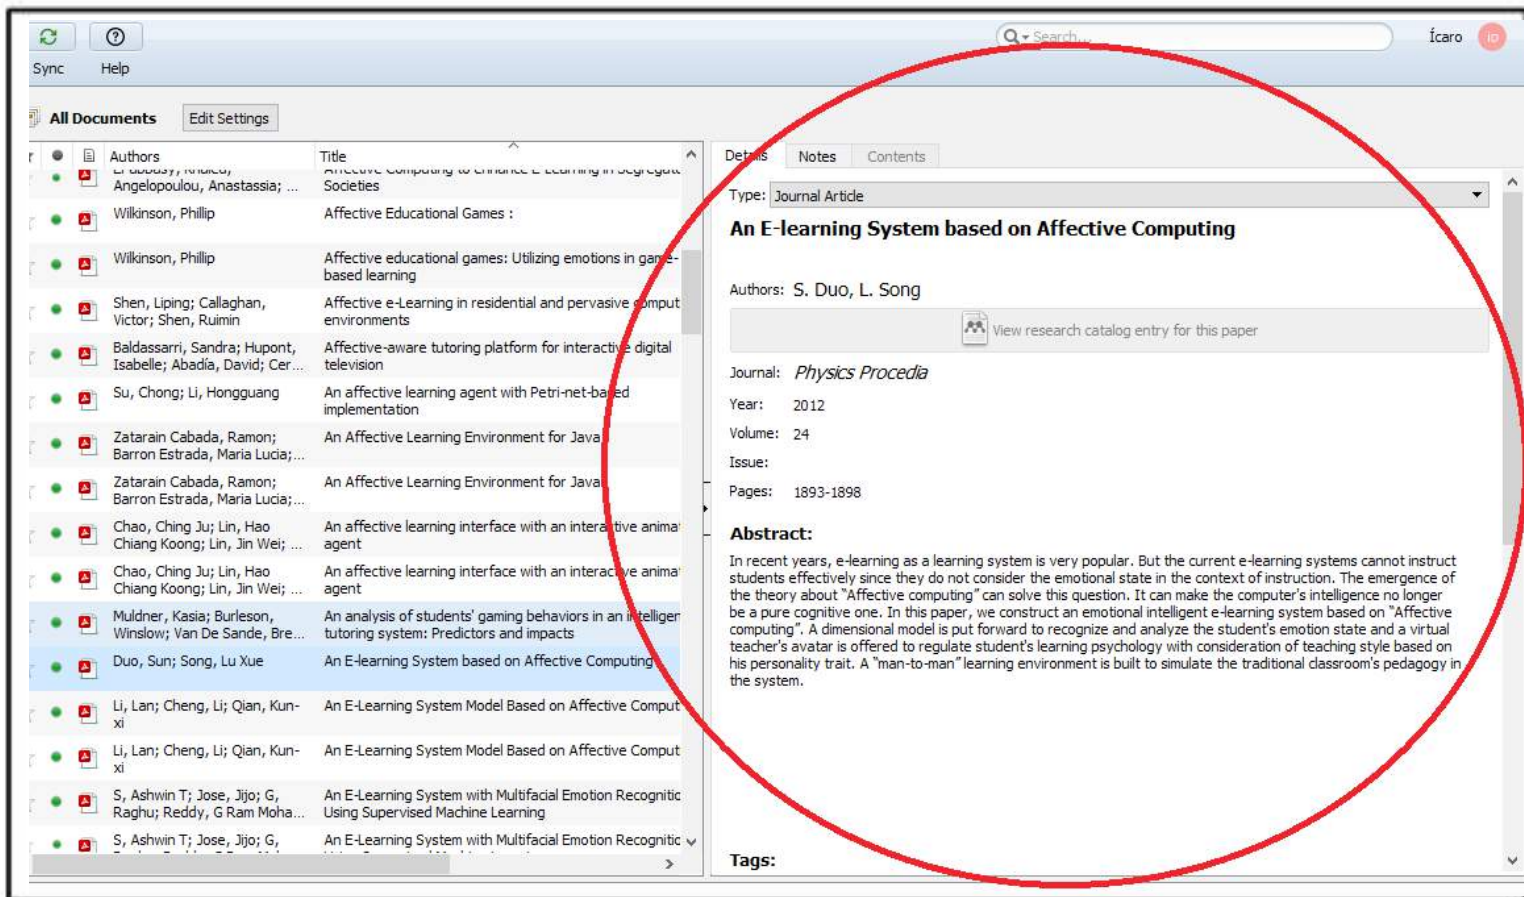 Search...
Ícaro
ip
Sync
Help
All Documents
Edit Settings
Authors
Title
Angelopoulou, Anastassia; ...
Affective Computing to Enhance E-Learning in Segregate
Societies
Wilkinson, Phillip
Affective Educational Games :
Wilkinson, Phillip
Affective educational games: Utilizing emotions in game-
based learning
Shen, Liping; Callaghan,
Victor; Shen, Ruimin
Affective e-Learning in residential and pervasive comput
environments
Baldassarri, Sandra; Hupont,
Isabelle; Abadía, David; Cer...
Affective-aware tutoring platform for interactive digital
television
Su, Chong; Li, Hongguang
An affective learning agent with Petri-net-based
implementation
Zatarain Cabada, Ramon;
Barron Estrada, Maria Lucia;...
An Affective Learning Environment for Java
Zatarain Cabada, Ramon;
Barron Estrada, Maria Lucia;...
An Affective Learning Environment for Java
Chao, Ching Ju; Lin, Hao
Chiang Koong; Lin, Jin Wei; ...
An affective learning interface with an interactive animat
agent
Chao, Ching Ju; Lin, Hao
Chiang Koong; Lin, Jin Wei; ...
An affective learning interface with an interactive animat
agent
Muldner, Kasia; Burleson,
Winslow; Van De Sande, Bre...
An analysis of students' gaming behaviors in an intelligen
tutoring system: Predictors and impacts
Duo, Sun; Song, Lu Xue
An E-learning System based on Affective Computing
Li, Lan; Cheng, Li; Qian, Kun-
xi
An E-Learning System Model Based on Affective Comput
Li, Lan; Cheng, Li; Qian, Kun-
xi
An E-Learning System Model Based on Affective Comput
S, Ashwin T; Jose, Jijo; G,
Raghu; Reddy, G Ram Moha...
An E-Learning System with Multifacial Emotion Recognitio
Using Supervised Machine Learning
S, Ashwin T; Jose, Jijo; G,
An E-Learning System with Multifacial Emotion Recognitio
Details
Notes
Contents
Type: Journal Article
An E-learning System based on Affective Computing
Authors: S. Duo, L. Song
View research catalog entry for this paper
Journal: Physics Procedia
Year: 2012
Volume: 24
Issue:
Pages: 1893-1898
Abstract:
In recent years, e-learning as a learning system is very popular. But the current e-learning systems cannot instruct
students effectively since they do not consider the emotional state in the context of instruction. The emergence of
the theory about "Affective computing" can solve this question. It can make the computer's intelligence no longer
be a pure cognitive one. In this paper, we construct an emotional intelligent e-learning system based on "Affective
computing". A dimensional model is put forward to recognize and analyze the student's emotion state and a virtual
teacher's avatar is offered to regulate student's learning psychology with consideration of teaching style based on
his personality trait. A "man-to-man" learning environment is built to simulate the traditional classroom's pedagogy in
the system.
Tags: